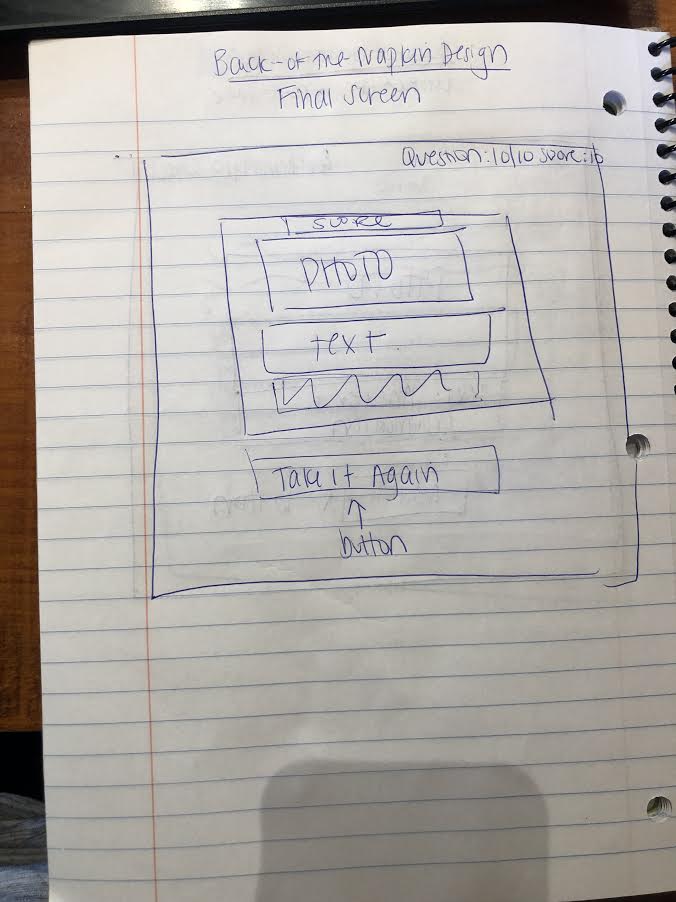 Back-of-the-Napkin Design
Final Screen
Question:10/10 score:10
score
PHOTO
text
Take It Again
button